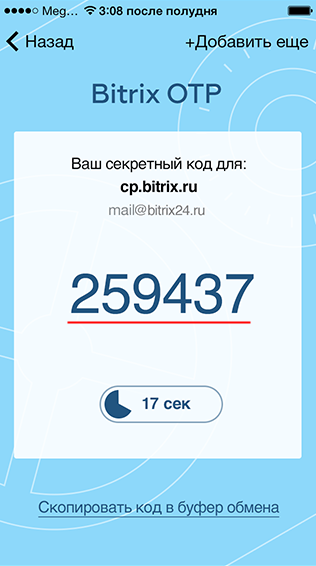 Meg... 3:08 после полудня
Назад +Добавить еще
Bitrix OTP
Ваш секретный код для:
cp.bitrix.ru
mail@bitrix24.ru
259437
17 сек
Скопировать код в буфер обмена